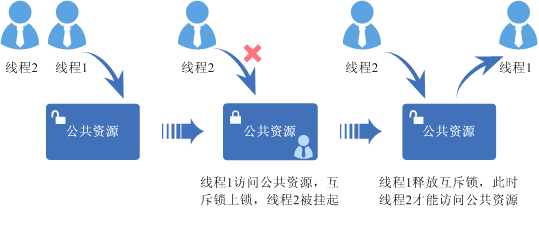 线程2
线程1
公共资源
线程2
公共资源
线程1访问公共资源，互
斥锁上锁，线程2被挂起
线程2
线程1
公共资源
线程1释放互斥锁，此时
线程2才能访问公共资源